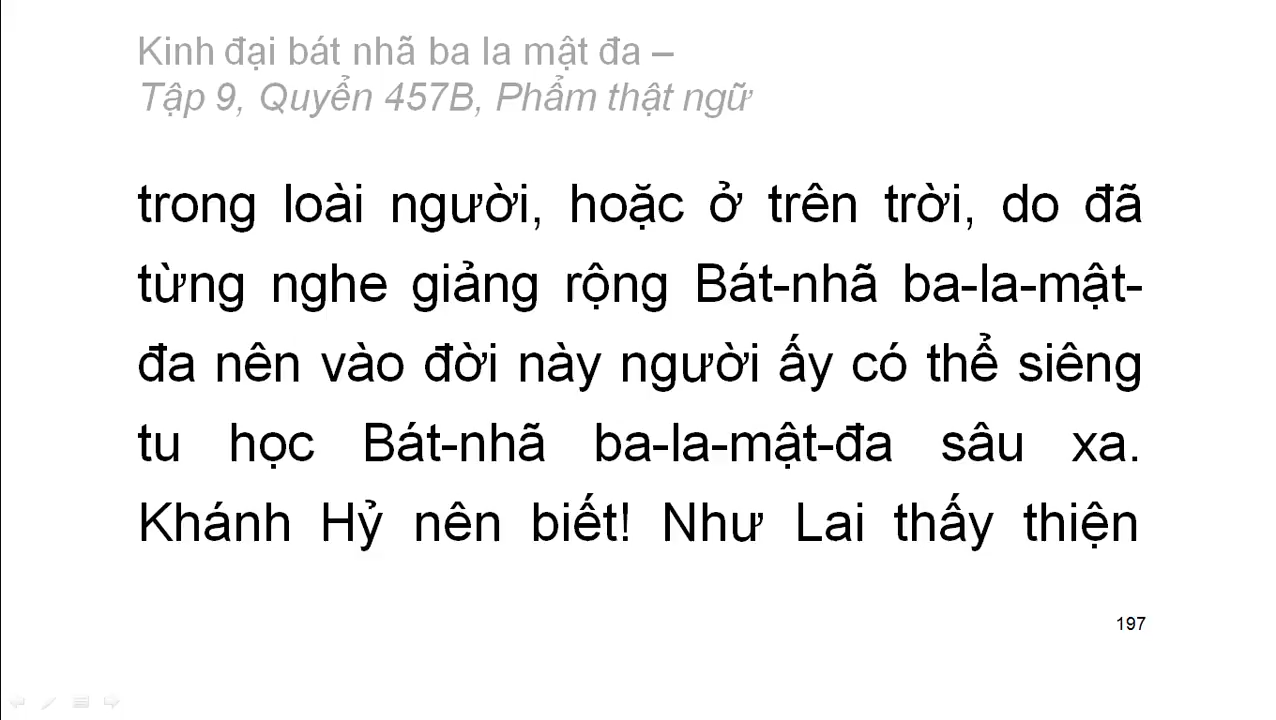 Kinh đại bát nhã ba la mật đa –
Tập 9, Quyển 457B, Phẩm thật ngữ
trong loài người, hoặc ở trên trời, do đã
từng nghe giảng rộng Bát-nhã ba-la-mật-
đa nên vào đời này người ấy có thể siêng
tu học Bát-nhã ba-la-mật-đa sâu xa.
Khánh Hỷ nên biết! Như Lai thấy thiện
197